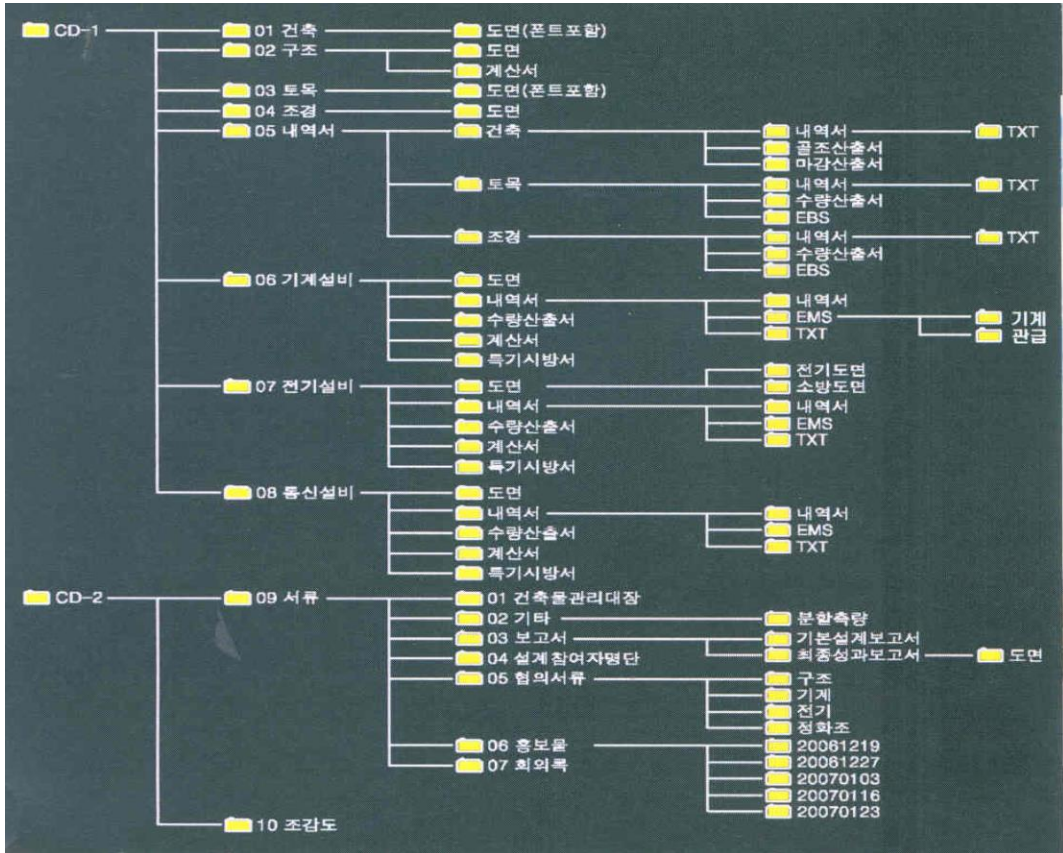 CD-1
01 건축
도면(폰트포함)
02 구조
도면
계산서
03 토목
도면(폰트포함)
04 조경
도면
05 내역서
건축
내역서
TXT
골조산출서
마감산출서
토목
내역서
TXT
수량산출서
EBS
조경
내역서
TXT
수량산출서
EBS
06 기계설비
도면
내역서
내역서
EMS
기계
관급
TXT
수량산출서
계산서
특기시방서
07 전기설비
도면
전기도면
소방도면
내역서
내역서
EMS
TXT
수량산출서
계산서
특기시방서
08 통신설비
도면
내역서
내역서
EMS
TXT
수량산출서
계산서
특기시방서
CD-2
09 서류
01 건축물관리대장
02 기타
분할측량
03 보고서
기본설계보고서
최종성과보고서
도면
04 설계참여자명단
05 협의서류
구조
기계
전기
정화조
06 홍보물
20061219
20061227
20070103
20070116
20070123
07 회의록
10 조감도